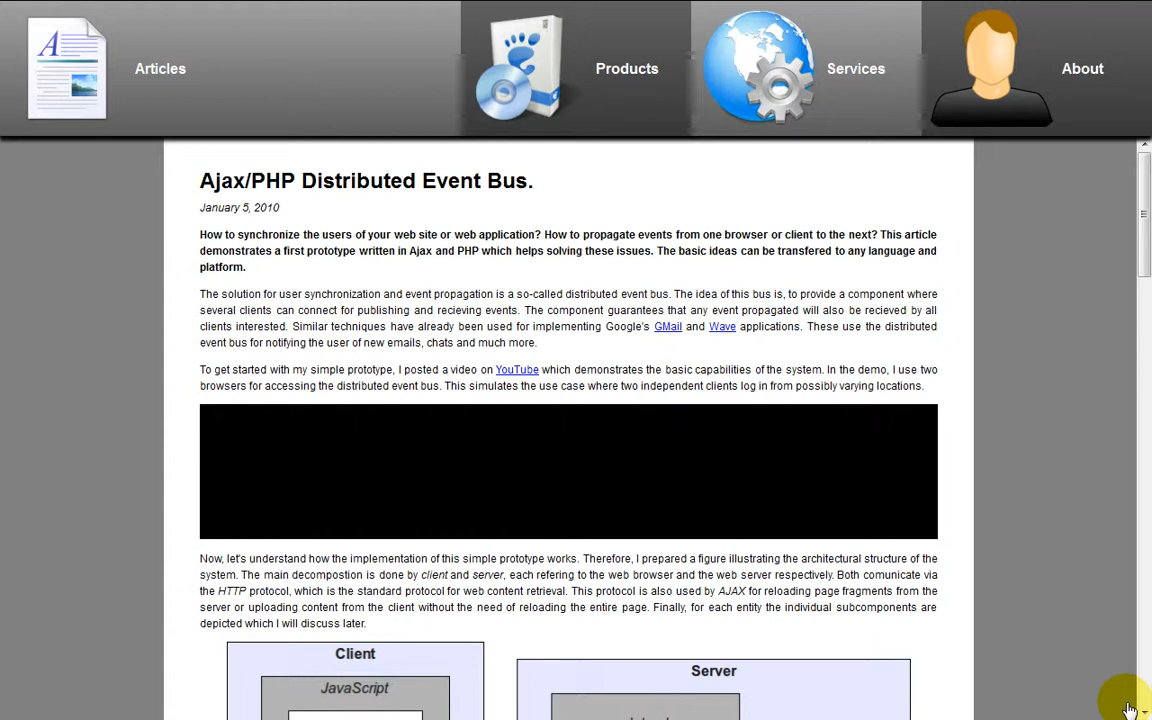 Articles
Products
Services
About
Ajax/PHP Distributed Event Bus.
January 5, 2010
How to synchronize the users of your web site or web application? How to propagate events from one browser or client to the next? This article
demonstrates a first prototype written in Ajax and PHP which helps solving these issues. The basic ideas can be transfered to any language and
platform.
The solution for user synchronization and event propagation is a so-called distributed event bus. The idea of this bus is, to provide a component where
several clients can connect for publishing and recieving events. The component guarantees that any event propagated will also be recieved by all
clients interested. Similar techniques have already been used for implementing Google's GMail and Wave applications. These use the distributed
event bus for notifying the user of new emails, chats and much more.
To get started with my simple prototype, I posted a video on YouTube which demonstrates the basic capabilities of the system. In the demo, I use two
browsers for accessing the distributed event bus. This simulates the use case where two independent clients log in from possibly varying locations.
Now, let's understand how the implementation of this simple prototype works. Therefore, I prepared a figure illustrating the architectural structure of the
system. The main decompostion is done by client and server, each refering to the web browser and the web server respectively. Both comunicate via
the HTTP protocol, which is the standard protocol for web content retrieval. This protocol is also used by AJAX for reloading page fragments from the
server or uploading content from the client without the need of reloading the entire page. Finally, for each entity the individual subcomponents are
depicted which I will discuss later.
Client
Server
JavaScript